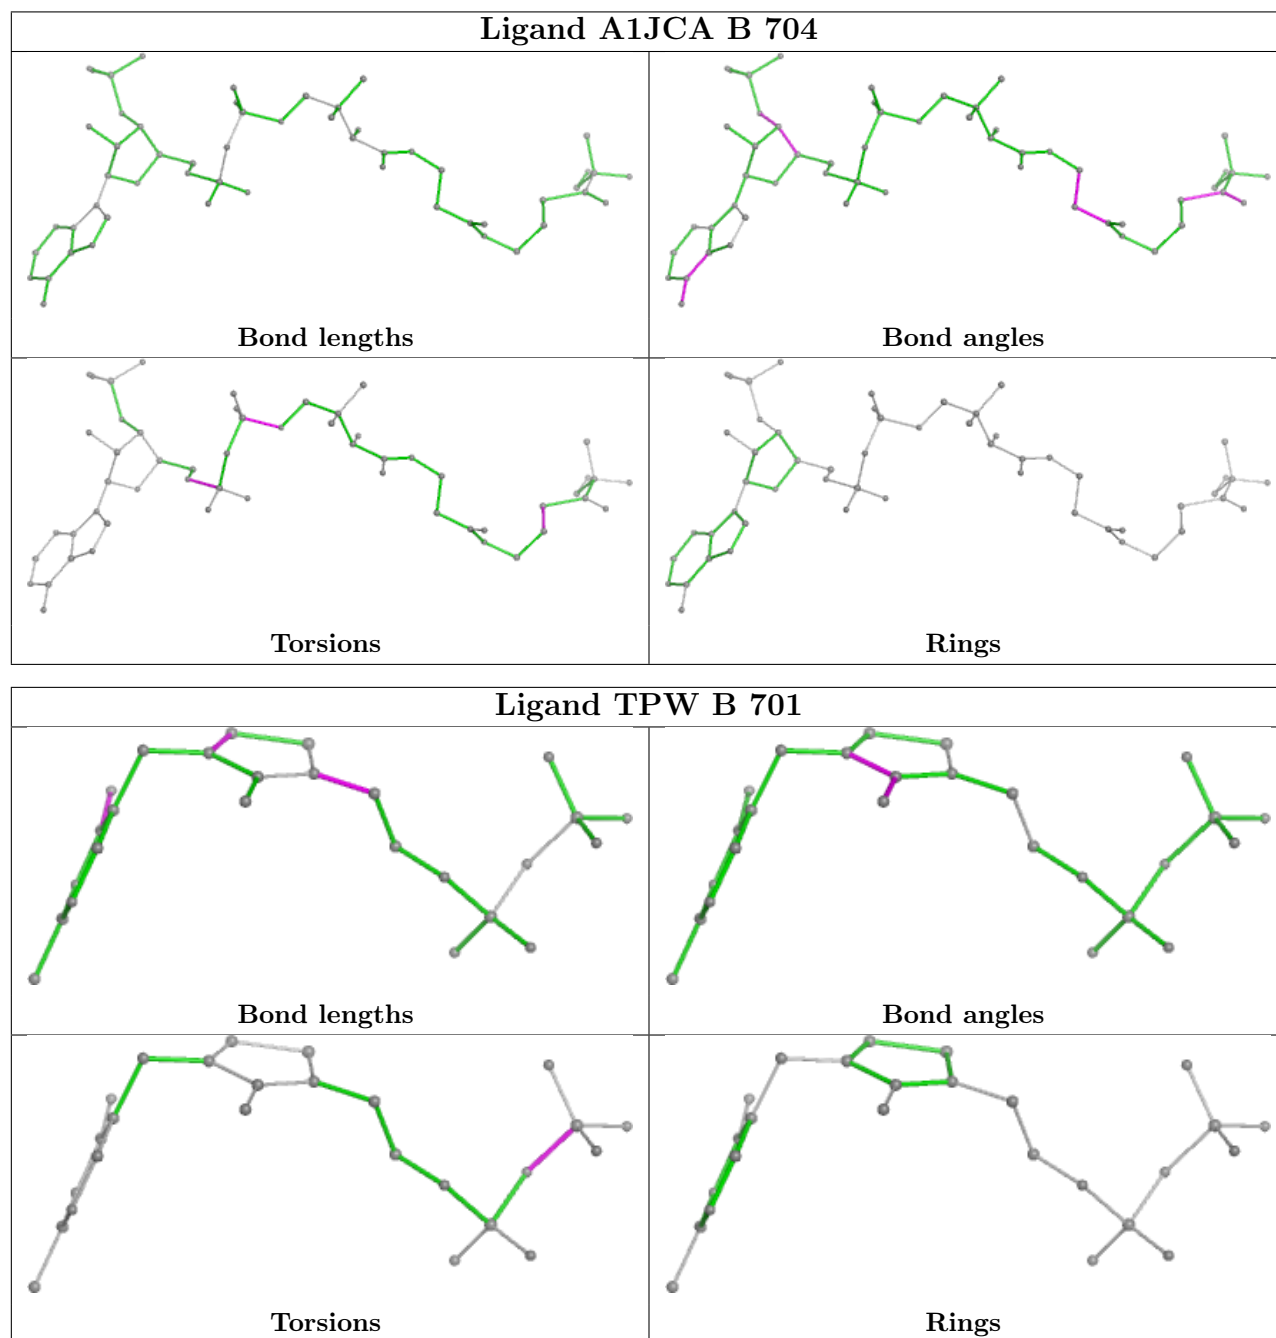 Ligand A1JCA B 704
Bond lengths
Bond angles
Torsions
Rings
Ligand TPW B 701
Bond lengths
Bond angles
Torsions
Rings